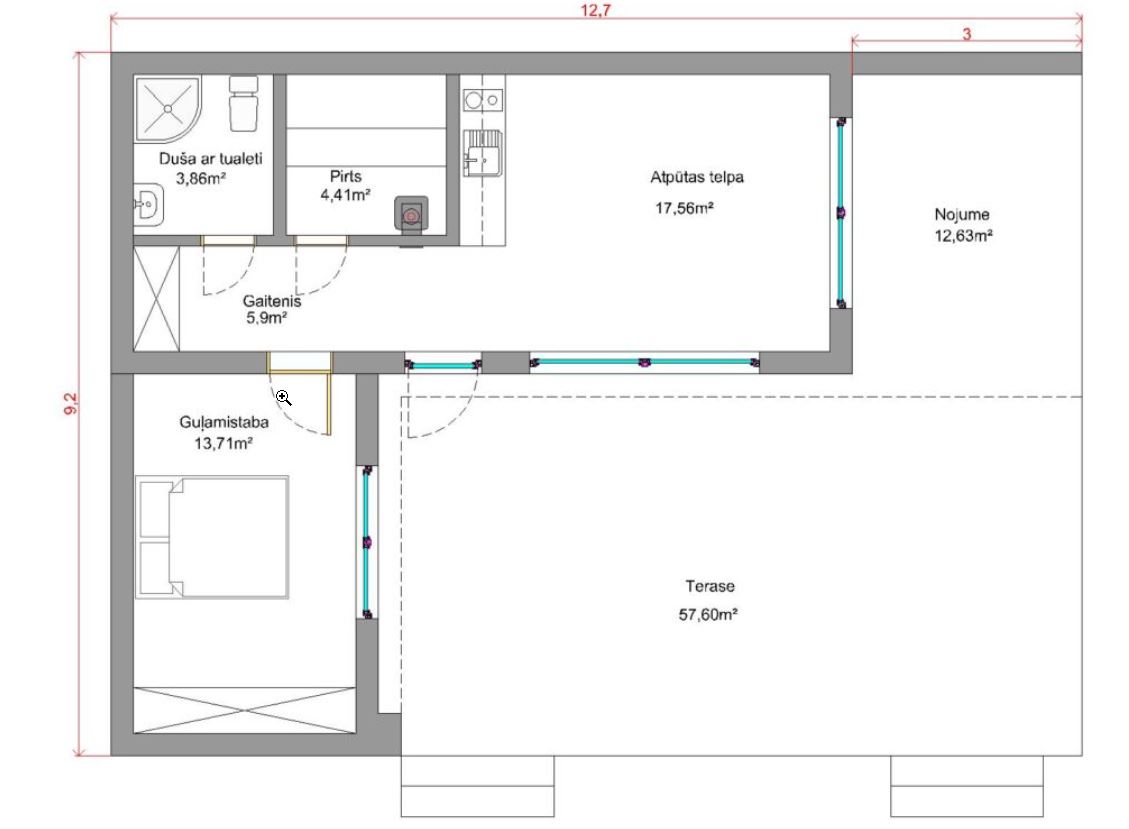 12,7
3
9,2
Duša ar tualeti
3,86m²
Pirts
4,41m²
Atpūtas telpa
17,56m²
Nojume
12,63m²
Gaitenis
5,9m²
Guļamistaba
13,71m²
Terase
57,60m²